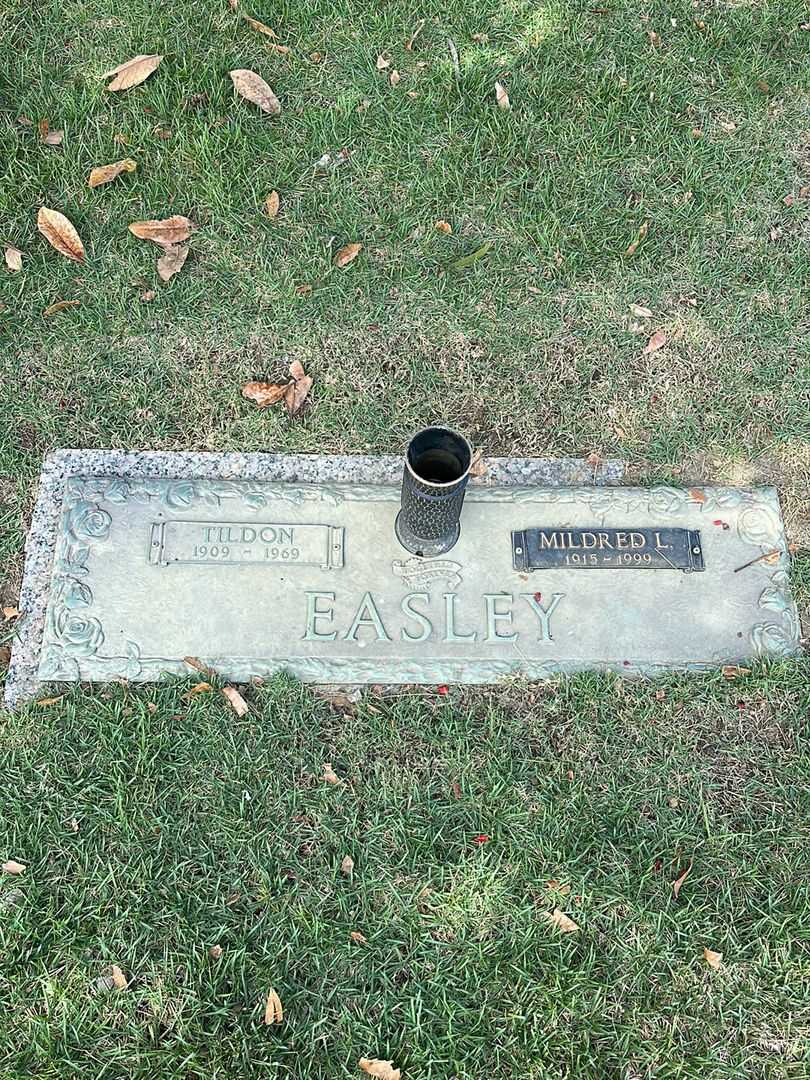 TILDON
1909 - 1969
MILDRED L.
1915 - 1999
EASLEY